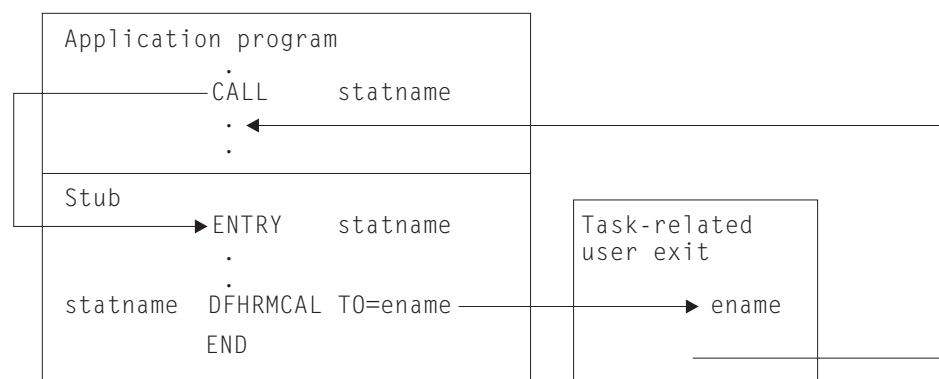 Application program
.
CALL statname
.
.
Stub
ENTRY statname
.
.
statname DFHRMCAL TO=ename
END
Task-related
user exit
ename